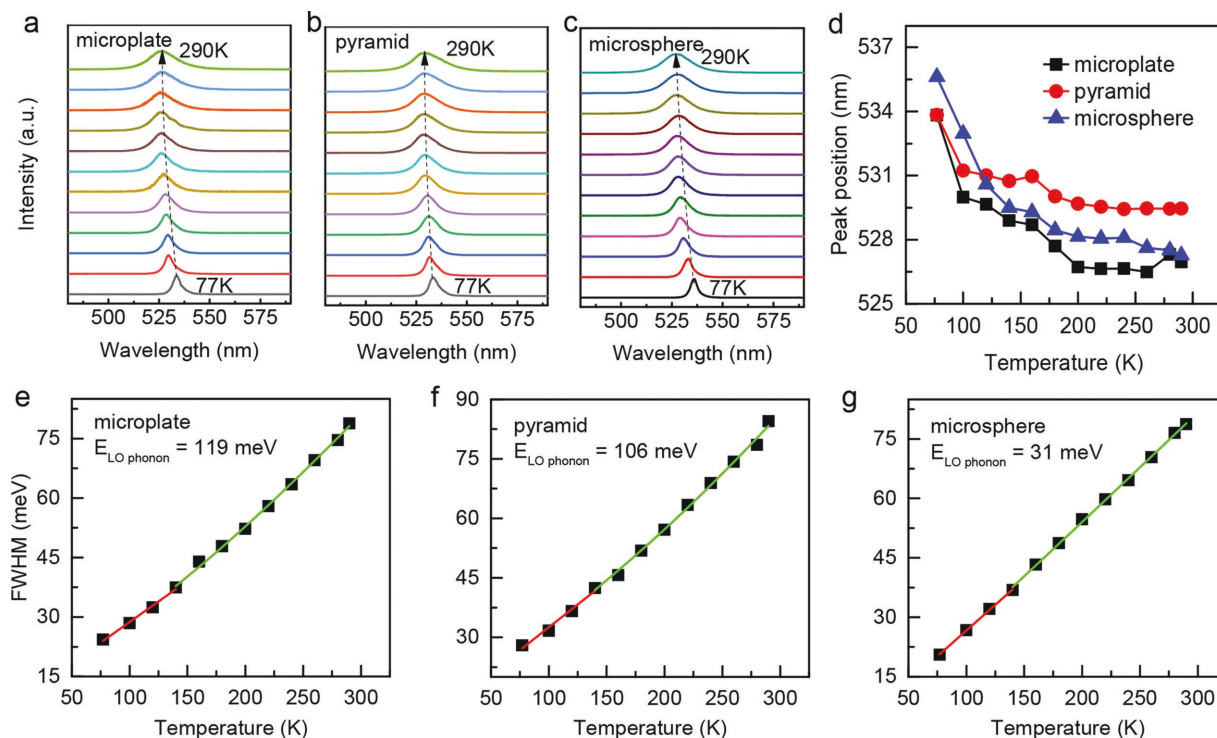 a
microplate
290K
77K
Intensity (a.u.)
500 525 550 575
Wavelength (nm)
b
pyramid
290K
77K
500 525 550 575
Wavelength (nm)
c
microsphere
290K
77K
500 525 550 575
Wavelength (nm)
d
537
534
531
528
525
Peak position (nm)
microplate
pyramid
microsphere
50 100 150 200 250 300
Temperature (K)
e
microplate
E LO phonon = 119 meV
75
60
45
30
15
FWHM (meV)
50 100 150 200 250 300
Temperature (K)
f
pyramid
E LO phonon = 106 meV
90
75
60
45
30
50 100 150 200 250 300
Temperature (K)
g
microsphere
E LO phonon = 31 meV
75
60
45
30
15
50 100 150 200 250 300
Temperature (K)